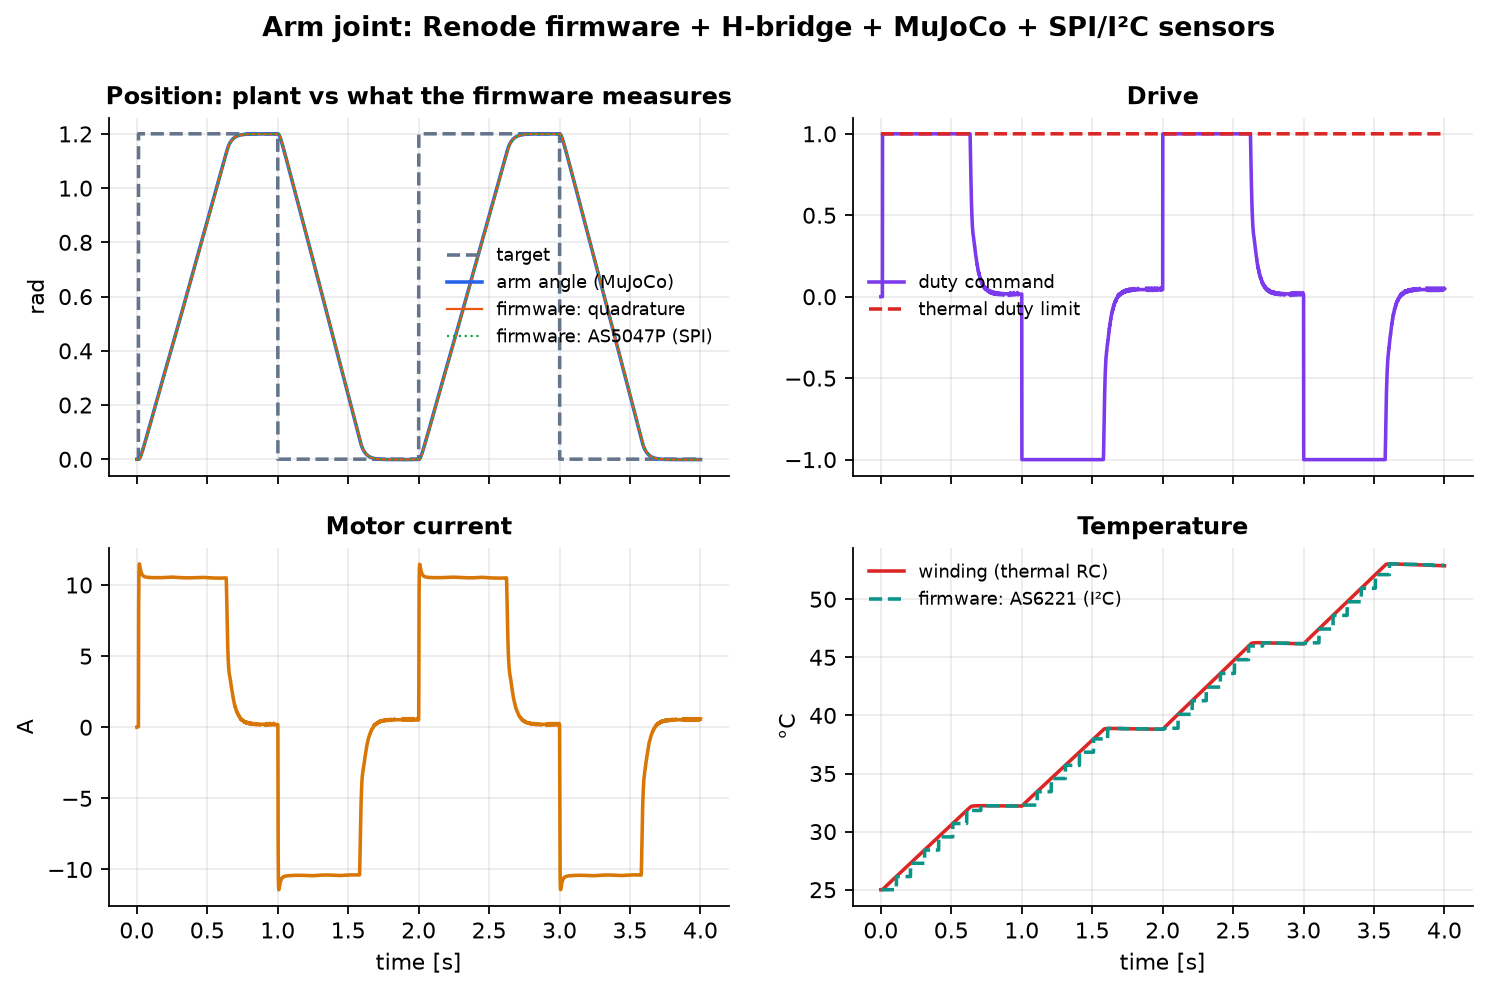 Arm joint: Renode firmware + H-bridge + MuJoCo + SPI/I²C sensors
Position: plant vs what the firmware measures
1.2
1.0
0.8
0.6
0.4
0.2
0.0
rad
target
arm angle (MuJoCo)
firmware: quadrature
firmware: AS5047P (SPI)
Drive
1.0
0.5
0.0
−0.5
−1.0
duty command
thermal duty limit
Motor current
10
5
0
−5
−10
A
0.0 0.5 1.0 1.5 2.0 2.5 3.0 3.5 4.0
time [s]
Temperature
50
45
40
35
30
25
°C
winding (thermal RC)
firmware: AS6221 (I²C)
0.0 0.5 1.0 1.5 2.0 2.5 3.0 3.5 4.0
time [s]